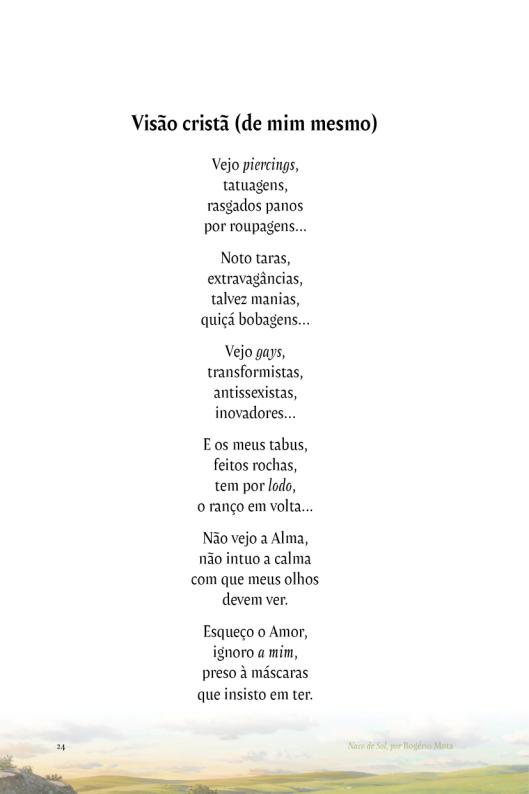 Visão cristã (de mim mesmo)
Vejo piercings,
tatuagens,
rasgados panos
por roupagens...
Noto taras,
extravagâncias,
talvez manias,
quiçá bobagens...
Vejo gays,
transformistas,
antissexistas,
inovadores...
E os meus tabus,
feitos rochas,
tem por lodo,
o ranço em volta...
Não vejo a Alma,
não intuo a calma
com que meus olhos
devem ver.
Esqueço o Amor,
ignoro a mim,
preso à máscaras
que insisto em ter.
24
Naco de Sol, por Rogério Mota